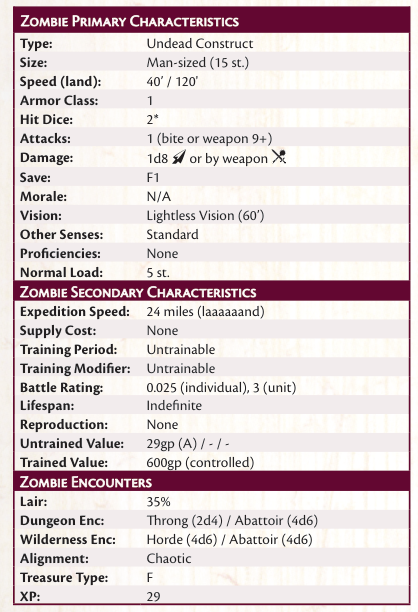 Zombie Primary Characteristics
Type: Undead Construct
Size: Man-sized (15 st.)
Speed (land): 40’ / 120’
Armor Class: 1
Hit Dice: 2*
Attacks: 1 (bite or weapon 9+)
Damage: 1d8 or by weapon
Save: F1
Morale: N/A
Vision: Lightless Vision (60’)
Other Senses: Standard
Proficiencies: None
Normal Load: 5 st.
Zombie Secondary Characteristics
Expedition Speed: 24 miles (laaaaaand)
Supply Cost: None
Training Period: Untrainable
Training Modifier: Untrainable
Battle Rating: 0.025 (individual), 3 (unit)
Lifespan: Indefinite
Reproduction: None
Untrained Value: 29gp (A) / - / -
Trained Value: 600gp (controlled)
Zombie Encounters
Lair: 35%
Dungeon Enc: Throng (2d4) / Abattoir (4d6)
Wilderness Enc: Horde (4d6) / Abattoir (4d6)
Alignment: Chaotic
Treasure Type: F
XP: 29